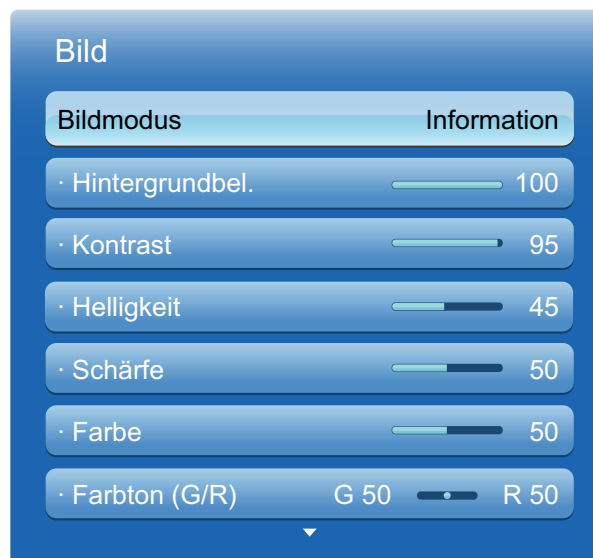 Bild
Bildmodus Information
· Hintergrundbel. 100
· Kontrast 95
· Helligkeit 45
· Schärfe 50
· Farbe 50
· Farbton (G/R) G 50 R 50